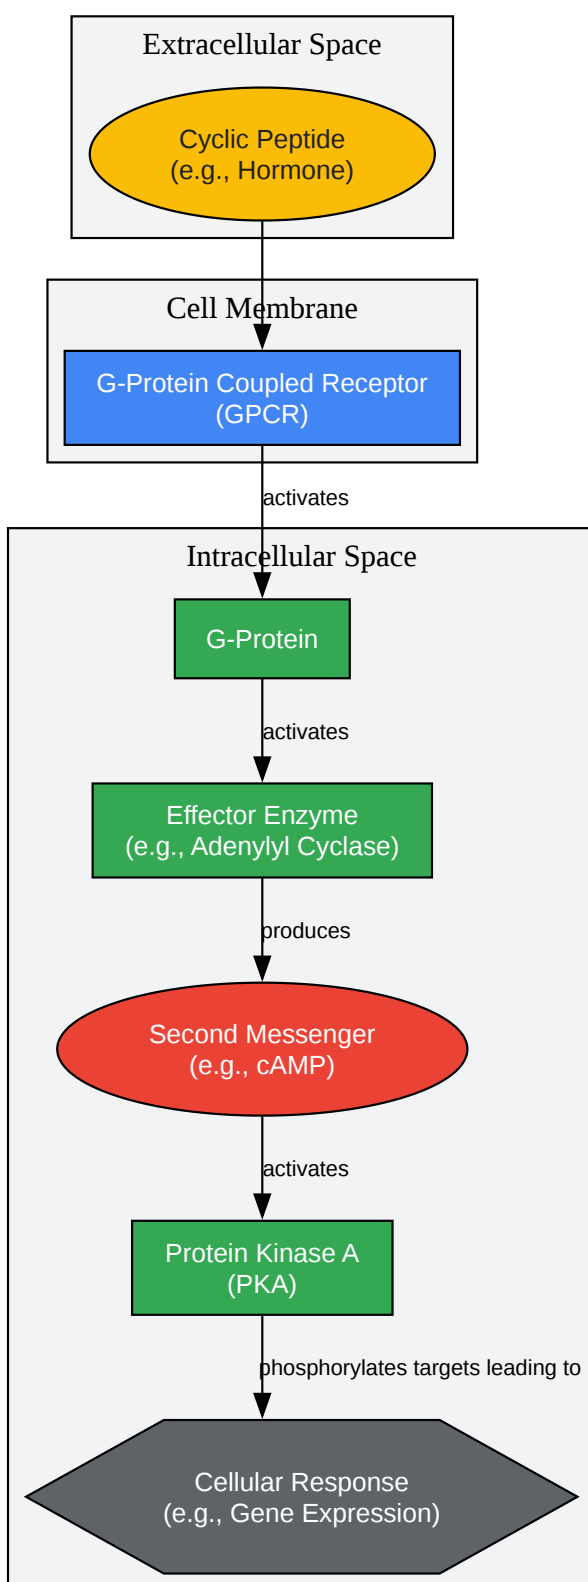 Extracellular Space
Cyclic Peptide
(e.g., Hormone)
Cell Membrane
G-Protein Coupled Receptor
(GPCR)
activates
Intracellular Space
G-Protein
activates
Effector Enzyme
(e.g., Adenylyl Cyclase)
produces
Second Messenger
(e.g., cAMP)
activates
Protein Kinase A
(PKA)
phosphorylates targets leading to
Cellular Response
(e.g., Gene Expression)